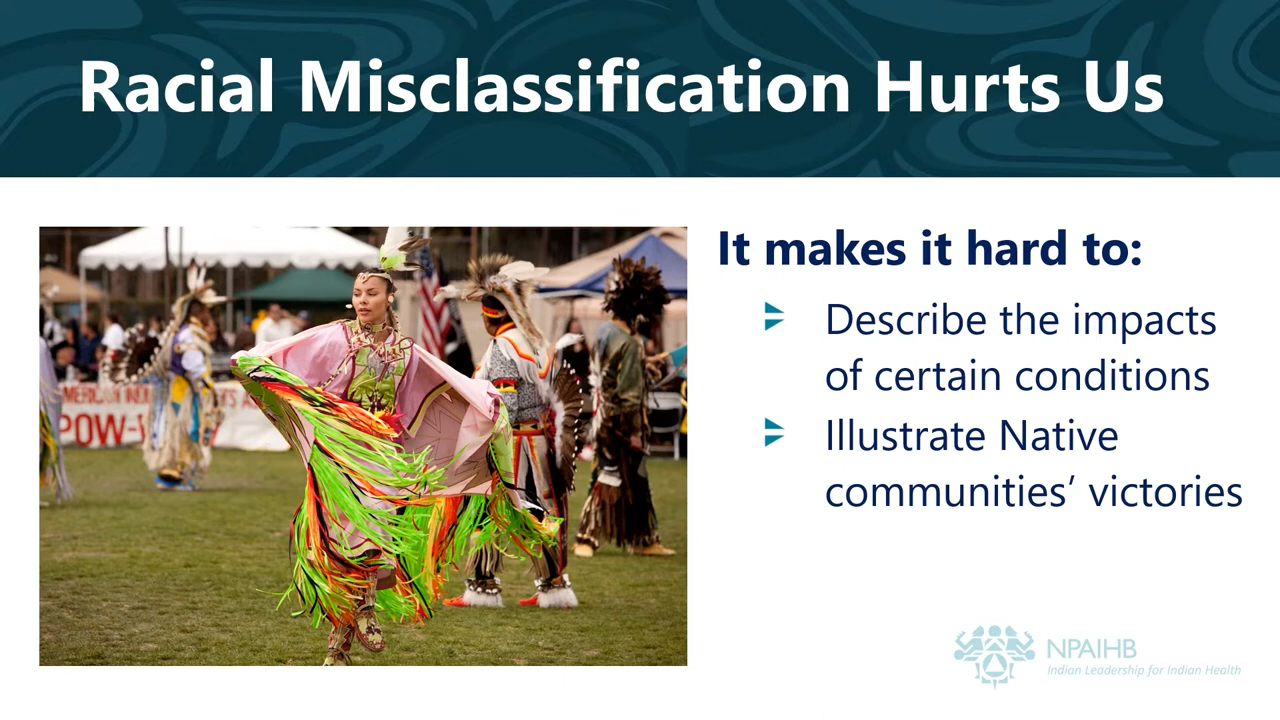 Racial Misclassification Hurts Us
It makes it hard to:
Describe the impacts
of certain conditions
Illustrate Native
communities’ victories
POW-
NPAIHB
Indian Leadership for Indian Health